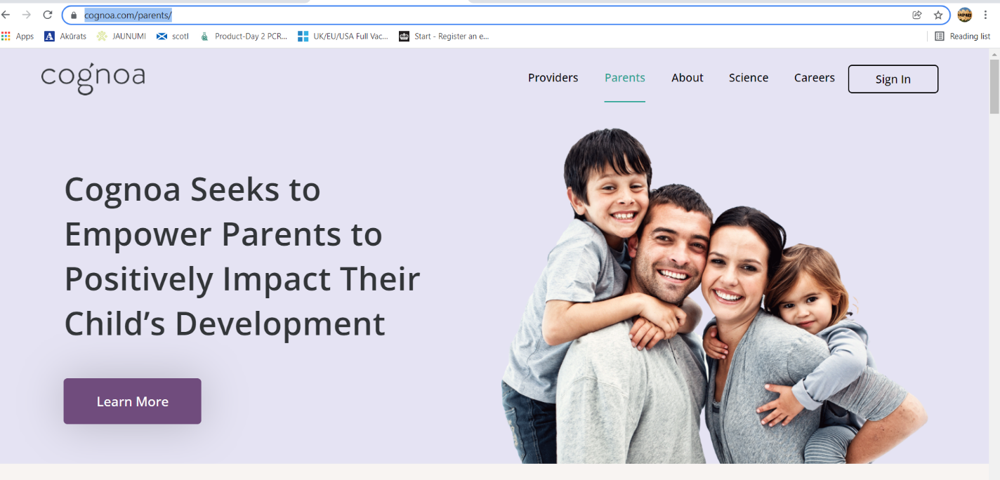 cognoa.com/parents/
Apps Akūrats JAUNUMI scotl Product-Day 2 PCR... UK/EU/USA Full Vac... Start - Register an e... Reading list
cognoa Providers Parents About Science Careers Sign In
Cognoa Seeks to
Empower Parents to
Positively Impact Their
Child’s Development
Learn More